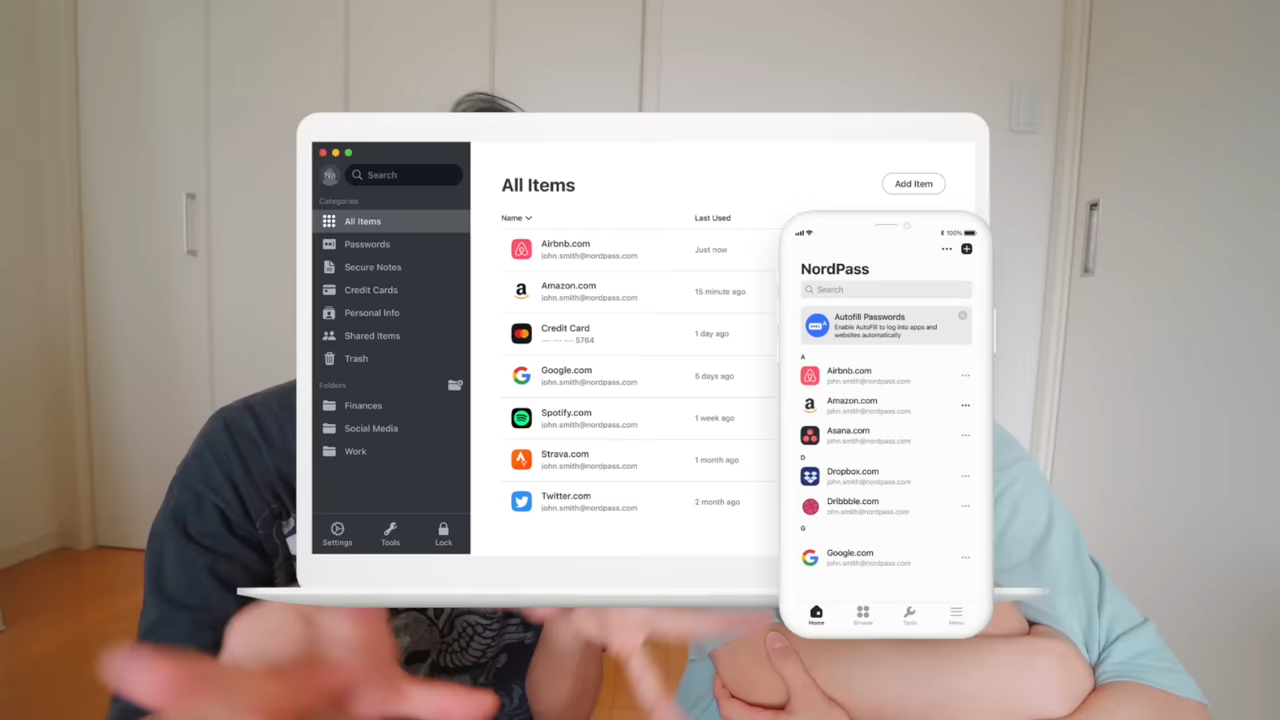 Na
Search
Categories
All Items
Passwords
Secure Notes
Credit Cards
Personal Info
Shared Items
Trash
Folders
Finances
Social Media
Work
Settings
Tools
Lock
All Items
Add Item
Name
Last Used
Airbnb.com
john.smith@nordpass.com
Just now
Amazon.com
john.smith@nordpass.com
15 minute ago
Credit Card
---- ---- ---- 5764
1 day ago
Google.com
john.smith@nordpass.com
5 days ago
Spotify.com
john.smith@nordpass.com
1 week ago
Strava.com
john.smith@nordpass.com
1 month ago
Twitter.com
john.smith@nordpass.com
2 month ago
100%
NordPass
Search
Autofill Passwords
Enable AutoFill to log into apps and
websites automatically
A
Airbnb.com
john.smith@nordpass.com
Amazon.com
john.smith@nordpass.com
Asana.com
john.smith@nordpass.com
D
Dropbox.com
john.smith@nordpass.com
Dribbble.com
ohn.smith@nordpass.com
G
Google.com
john.smith@nordpass.com
Home
Browse
Tools
Menu